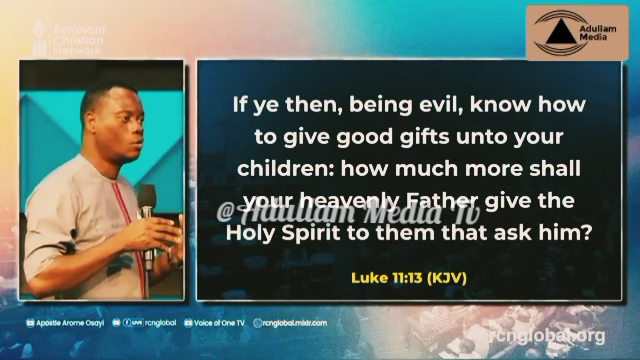 Remnant
Christian
Network
Adullam
Media
If ye then, being evil, know how
to give good gifts unto your
children: how much more shall
your heavenly Father give the
Holy Spirit to them that ask him?
@Adullam Media Tv
Luke 11:13 (KJV)
Apostle Arome Osayi
LIVE rcnglobal
Voice of One TV
rcnglobal.mixlr.com
rcnglobal.org